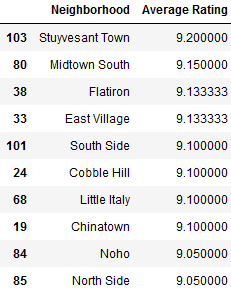 Neighborhood Average Rating
103 Stuyvesant Town 9.200000
80 Midtown South 9.150000
38 Flatiron 9.133333
33 East Village 9.133333
101 South Side 9.100000
24 Cobble Hill 9.100000
68 Little Italy 9.100000
19 Chinatown 9.100000
84 Noho 9.050000
85 North Side 9.050000